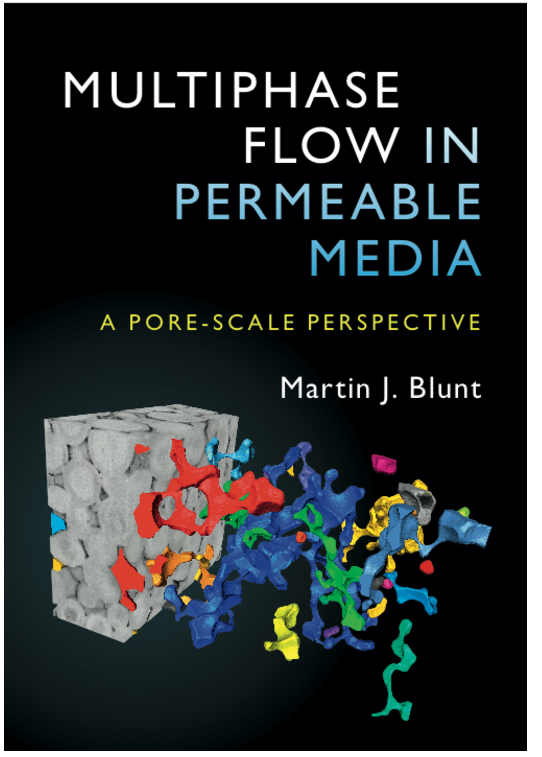 MULTIPHASE
FLOW IN
PERMEABLE
MEDIA
A PORE-SCALE PERSPECTIVE
Martin J. Blunt